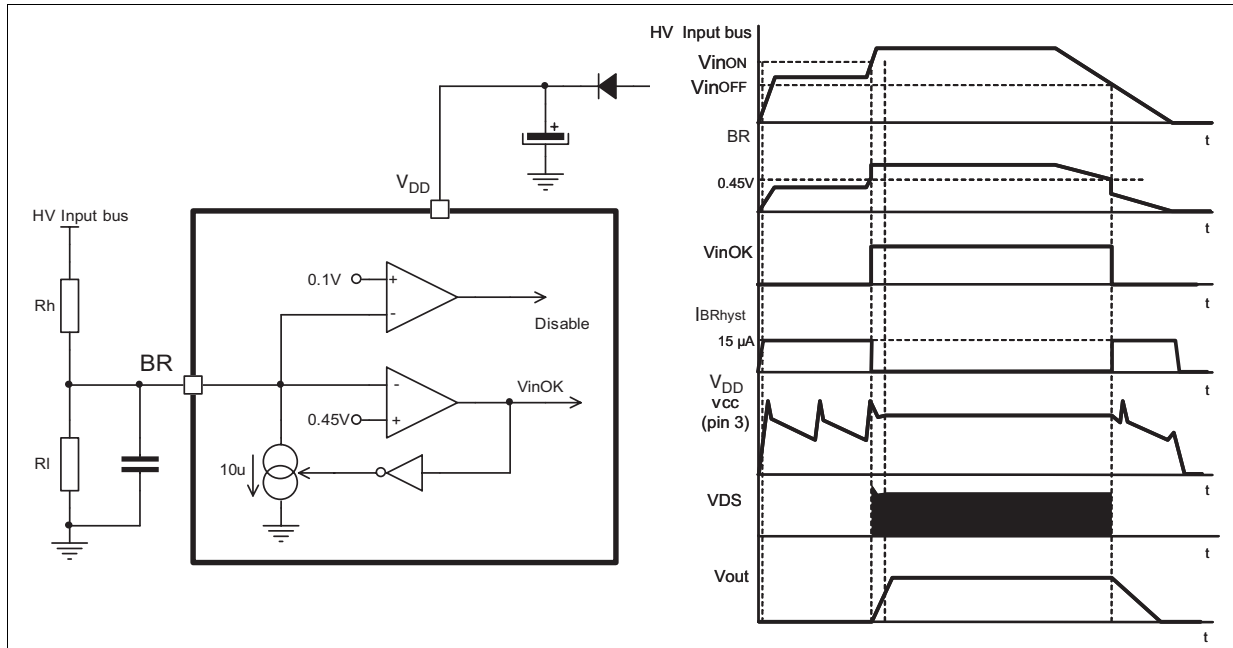 V_DD
HV Input bus
Rh
0.1V
+
-
Disable
BR
-
VinOK
0.45V
+
Rl
10u
+
HV Input bus
VinON
VinOFF
t
BR
0.45V
t
VinOK
t
IBRhyst
15 µA
t
VDD
vcc
(pin 3)
t
VDS
t
Vout
t